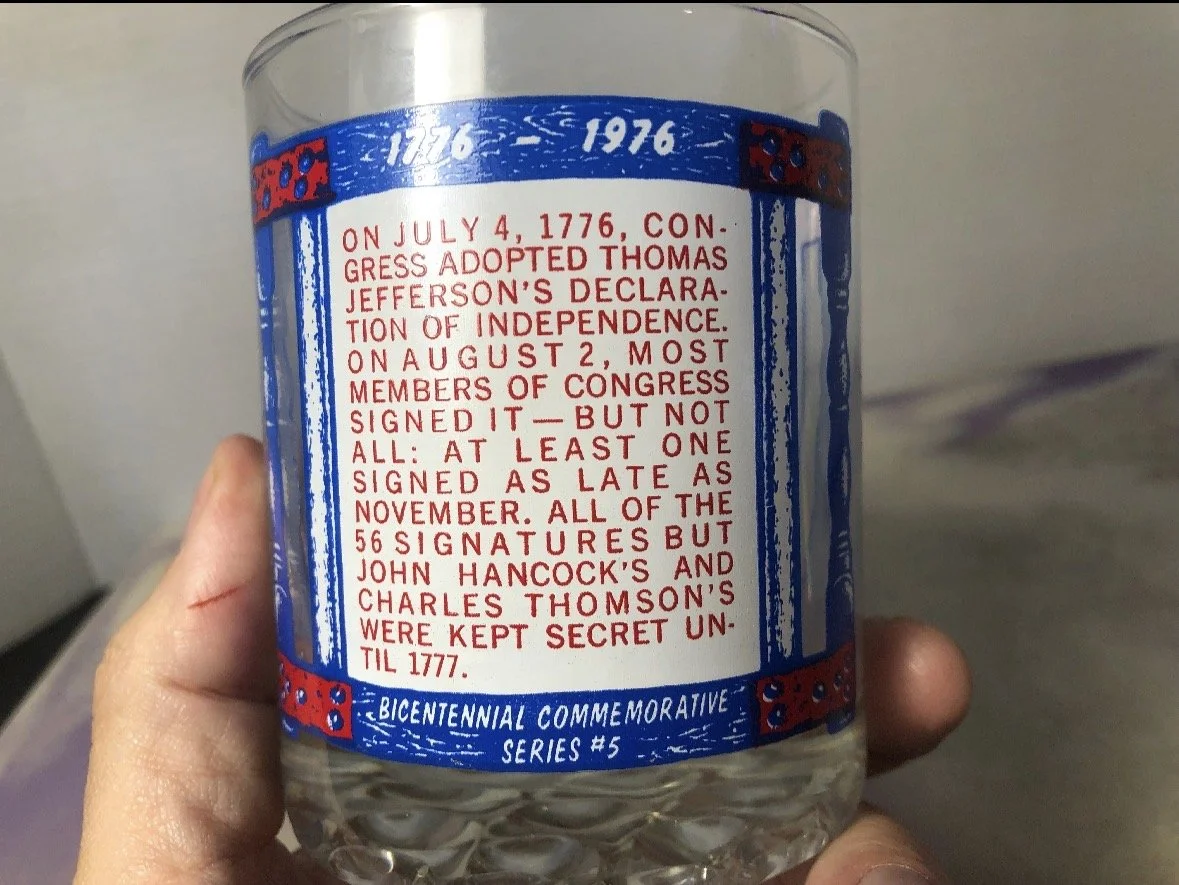 1776 - 1976
ON JULY 4, 1776, CON-
GRESS ADOPTED THOMAS
JEFFERSON'S DECLARA-
TION OF INDEPENDENCE.
ON AUGUST 2, MOST
MEMBERS OF CONGRESS
SIGNED IT — BUT NOT
ALL: AT LEAST ONE
SIGNED AS LATE AS
NOVEMBER. ALL OF THE
56 SIGNATURES BUT
JOHN HANCOCK'S AND
CHARLES THOMSON'S
WERE KEPT SECRET UN-
TIL 1777.
BICENTENNIAL COMMEMORATIVE
SERIES #5